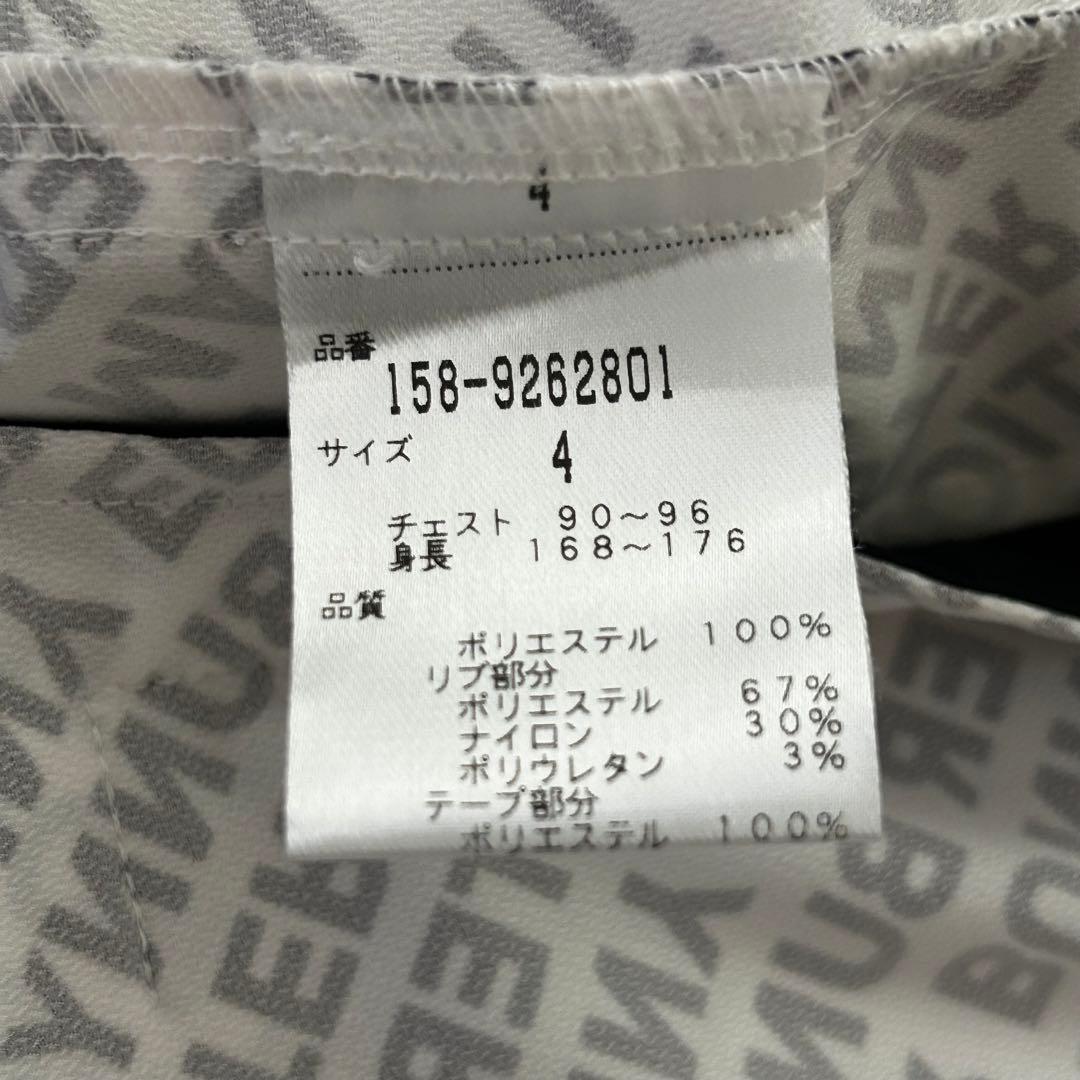 4
品番
158-9262801
サイズ 4
チェスト 90～96
身長 168～176
品質
ポリエステル 100%
リブ部分
ポリエステル 67%
ナイロン 30%
ポリウレタン 3%
テープ部分
ポリエステル 100%